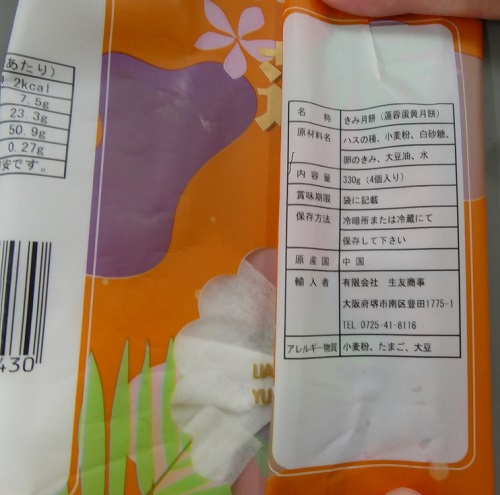 あたり)
2kcal
7.5g
23.3g
50.9g
0.27g
安です。
430
LIA
YU
名 称 きみ月餅(蓮蓉蛋黄月餅)
原材料名 ハスの種、小麦粉、白砂糖、
卵のきみ、大豆油、水
内 容 量 330g (4個入り)
賞味期限 袋に記載
保存方法 冷暗所または冷蔵にて
保存して下さい
原 産 国 中 国
輸 入 者 有限会社 生友商事
大阪府堺市南区豊田1775-1
TEL 0725-41-8116
アレルギー物質 小麦粉、たまご、大豆